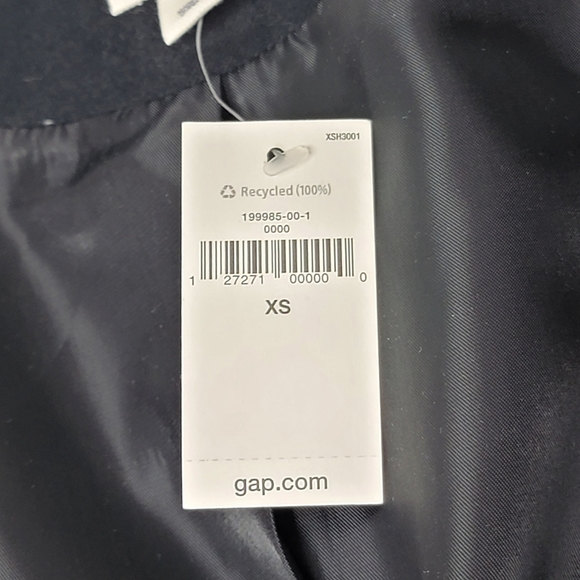 XSH3001
Recycled (100%)
199985-00-1
0000
1 27271 00000 0
XS
gap.com